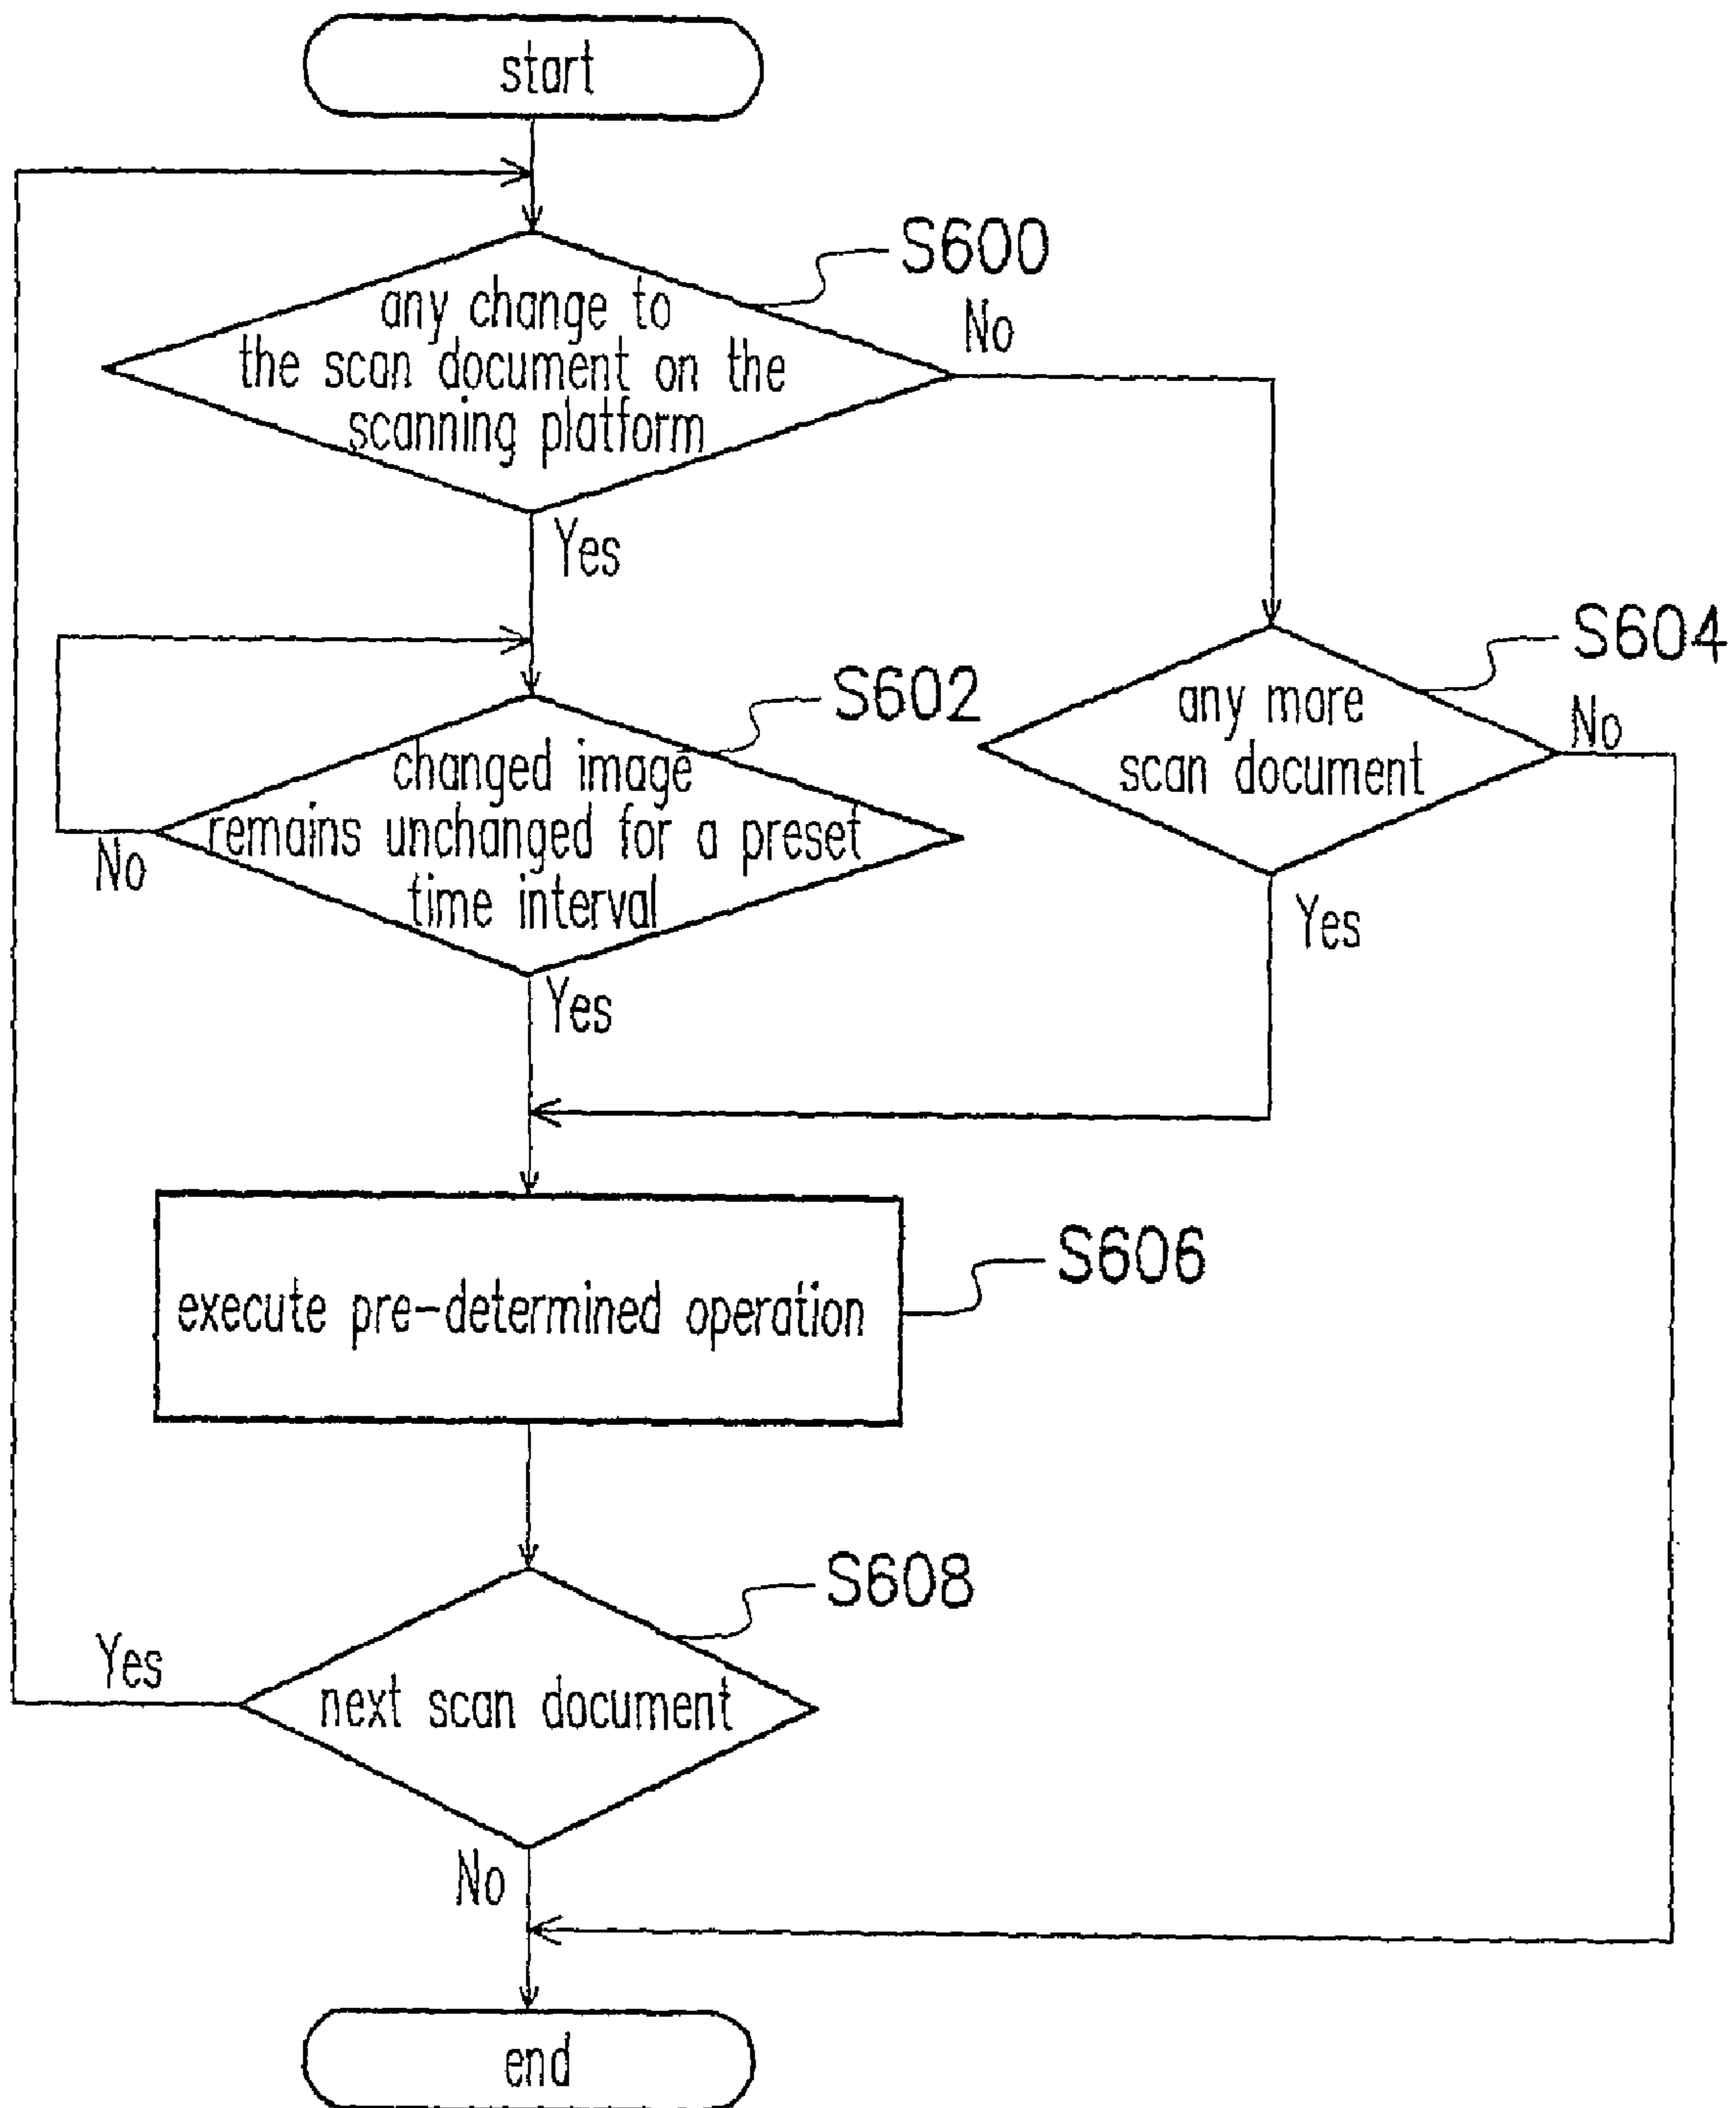 start
S600
any change to
the scan document on the
scanning platform
No
Yes
S604
any more
scan document
No
Yes
S602
changed image
remains unchanged for a preset
time interval
No
Yes
S606
execute pre-determined operation
S608
next scan document
Yes
No
end